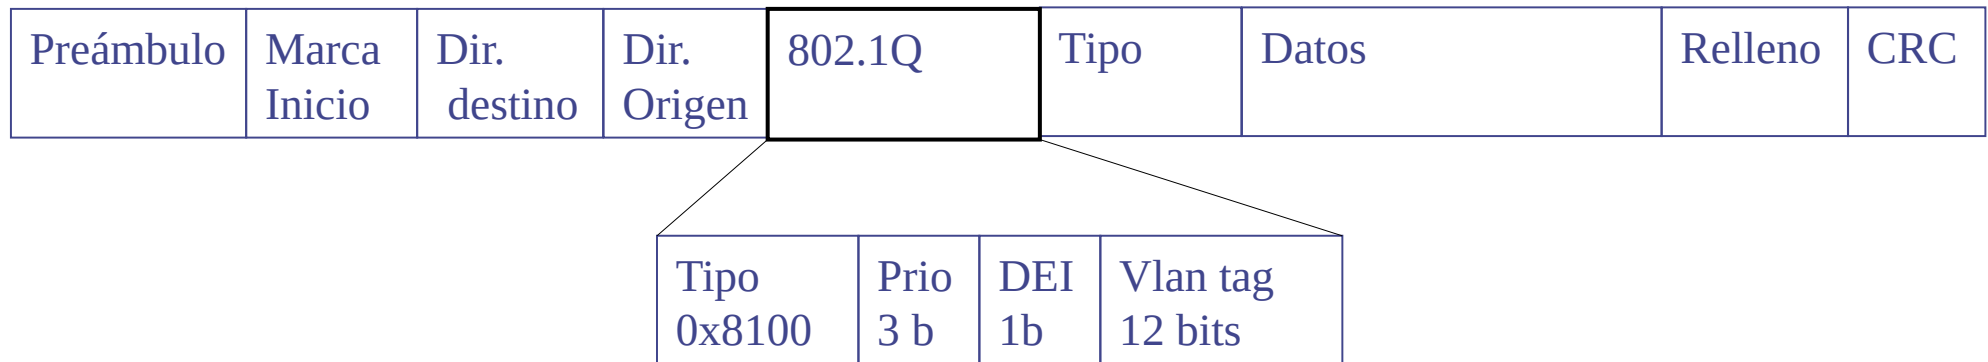 Preámbulo
Marca
Inicio
Dir.
destino
Dir.
Origen
802.1Q
Tipo
Datos
Relleno
CRC
Tipo
0x8100
Prio
3 b
DEI
1b
Vlan tag
12 bits